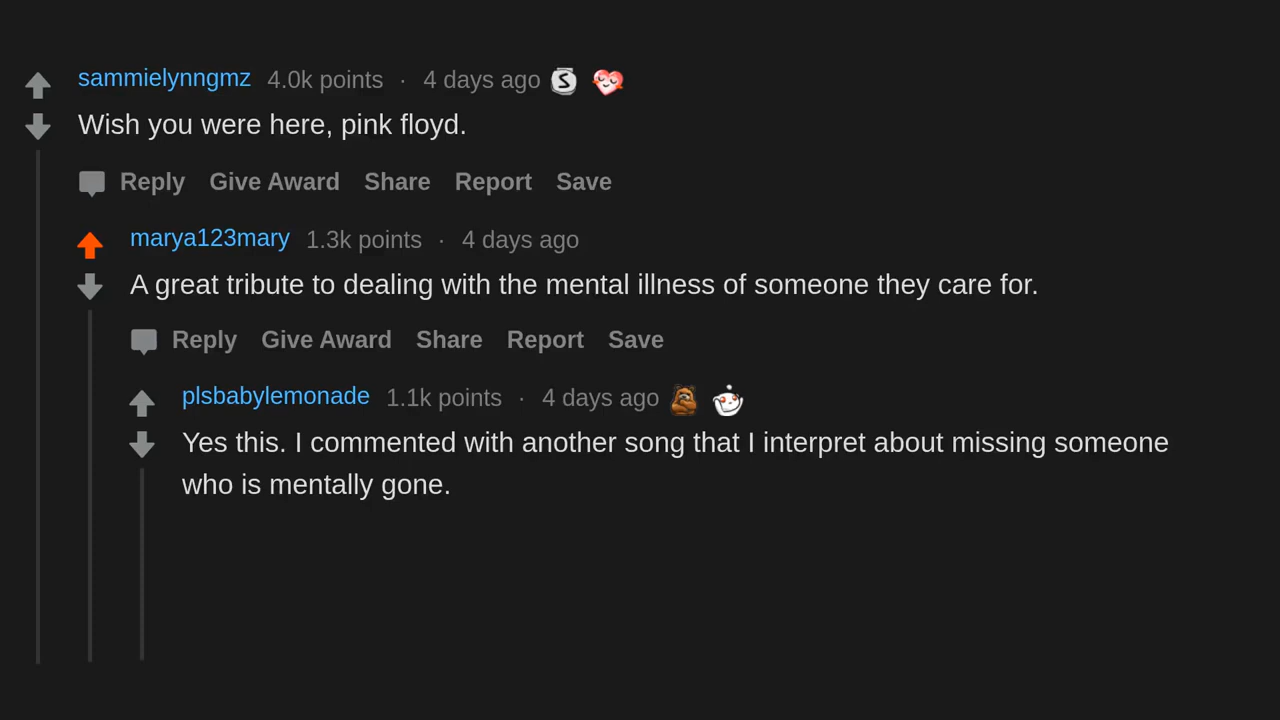 sammielynngmz 4.0k points · 4 days ago
Wish you were here, pink floyd.
Reply Give Award Share Report Save
marya123mary 1.3k points · 4 days ago
A great tribute to dealing with the mental illness of someone they care for.
Reply Give Award Share Report Save
plsbabylemonade 1.1k points · 4 days ago
Yes this. I commented with another song that I interpret about missing someone
who is mentally gone.